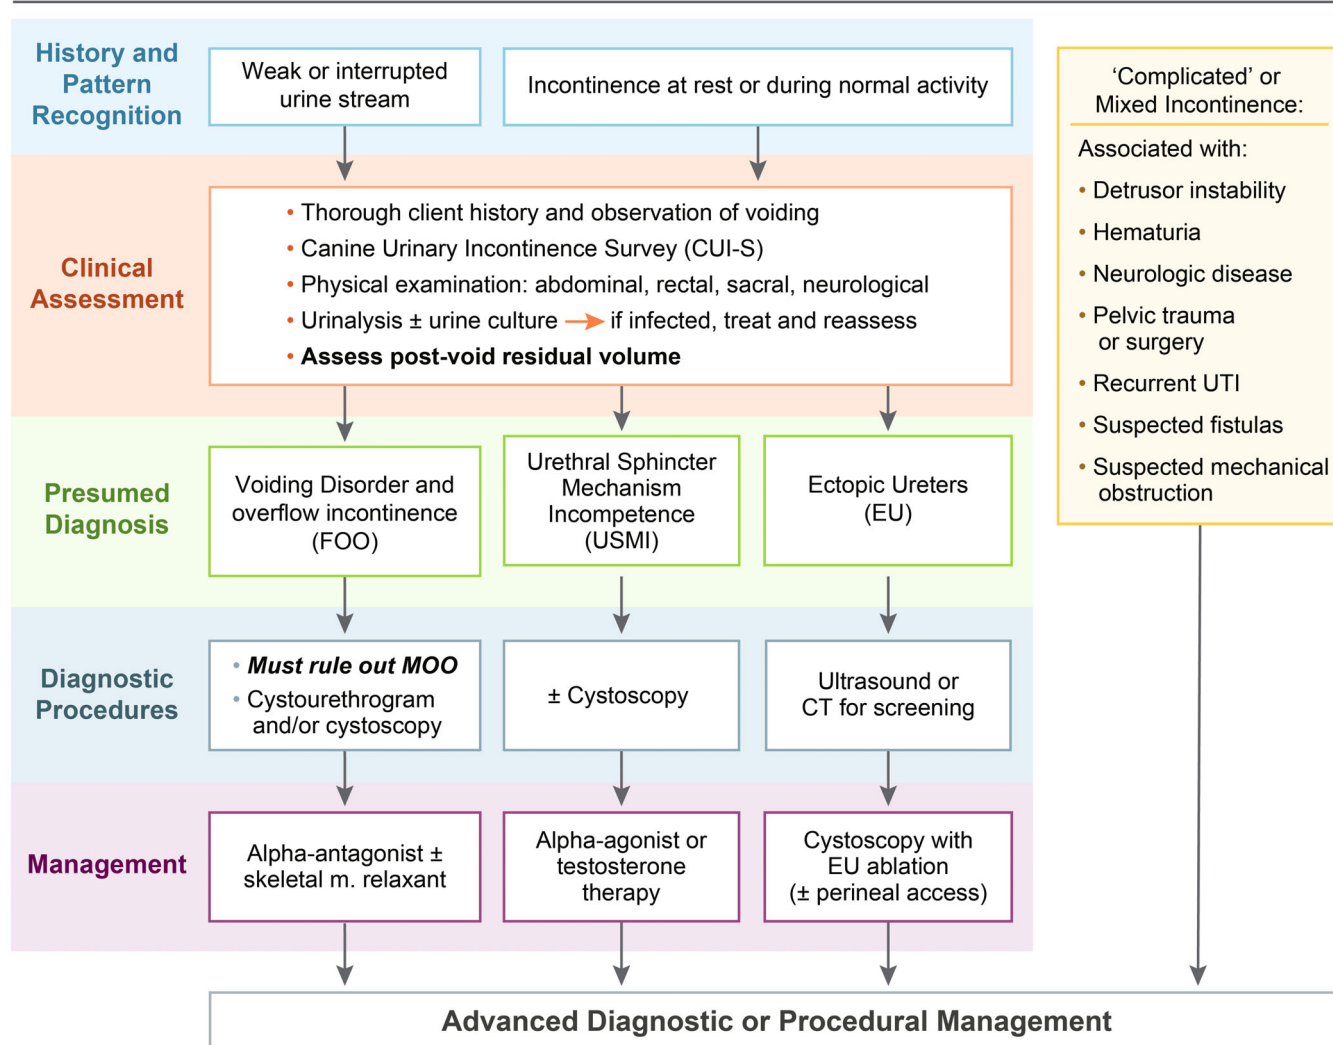 History and
Pattern
Recognition
Weak or interrupted
urine stream
Incontinence at rest or during normal activity
Clinical
Assessment
• Thorough client history and observation of voiding
• Canine Urinary Incontinence Survey (CUI-S)
• Physical examination: abdominal, rectal, sacral, neurological
• Urinalysis ± urine culture → if infected, treat and reassess
• Assess post-void residual volume
Presumed
Diagnosis
Voiding Disorder and
overflow incontinence
(FOO)
Urethral Sphincter
Mechanism
Incompetence
(USMI)
Ectopic Ureters
(EU)
Diagnostic
Procedures
• Must rule out MOO
• Cystourethrogram
and/or cystoscopy
± Cystoscopy
Ultrasound or
CT for screening
Management
Alpha-antagonist ±
skeletal m. relaxant
Alpha-agonist or
testosterone
therapy
Cystoscopy with
EU ablation
(± perineal access)
‘Complicated’ or
Mixed Incontinence:
Associated with:
• Detrusor instability
• Hematuria
• Neurologic disease
• Pelvic trauma
or surgery
• Recurrent UTI
• Suspected fistulas
• Suspected mechanical
obstruction
Advanced Diagnostic or Procedural Management